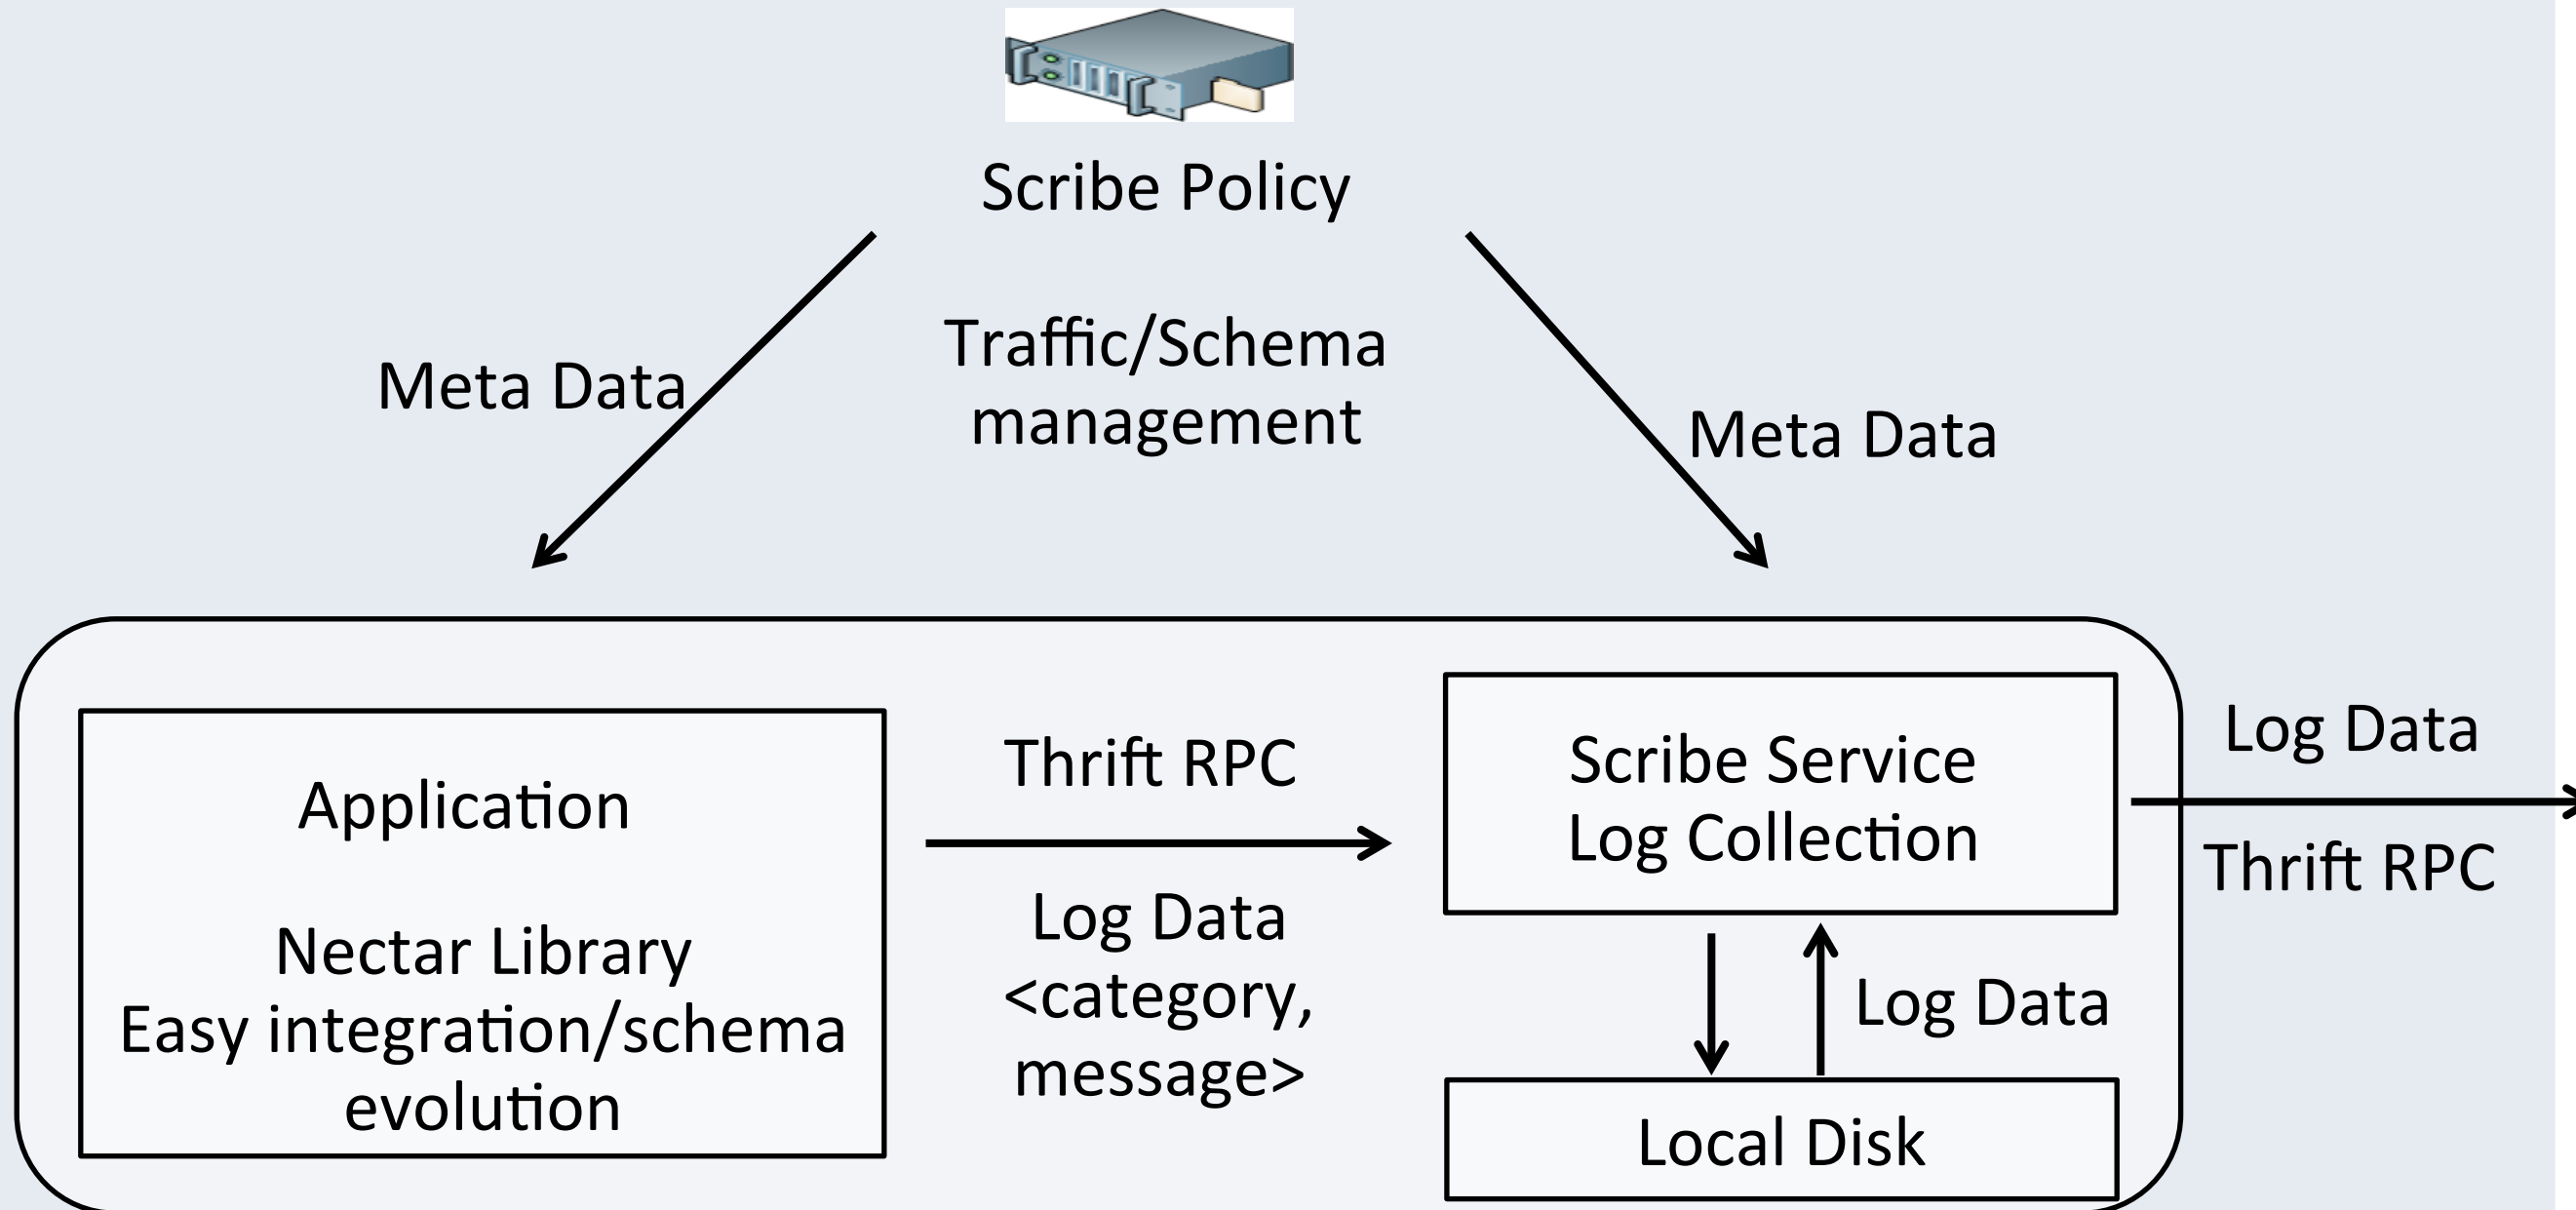 Scribe Policy
Traffic/Schema
management
Meta Data
Meta Data
Application
Nectar Library
Easy integration/schema
evolution
Thrift RPC
Log Data
<category,
message>
Scribe Service
Log Collection
Log Data
Local Disk
Log Data
Thrift RPC